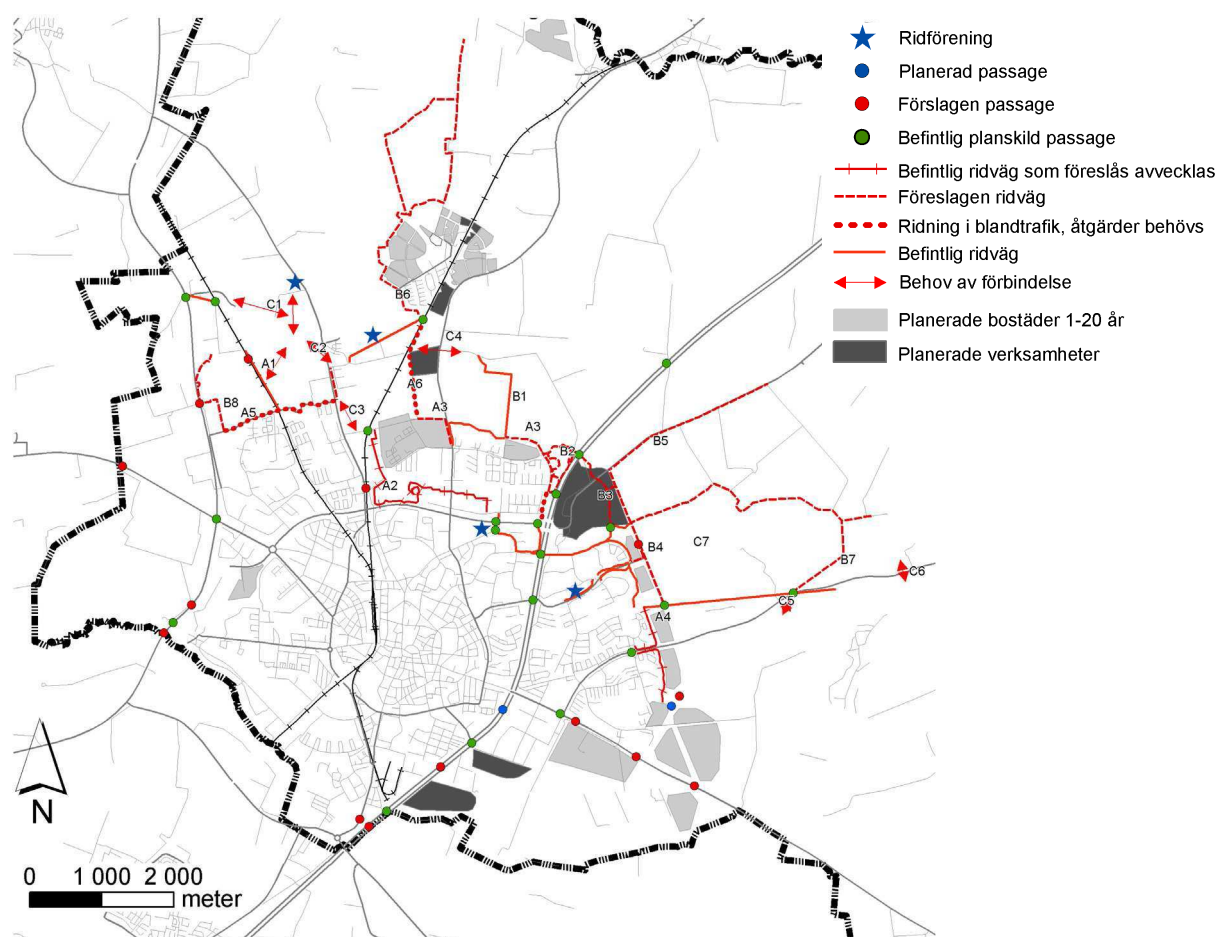 Ridförening
Planerad passage
Förslagen passage
Befintlig planskild passage
Befintlig ridväg som föreslås avvecklas
Föreslagen ridväg
Ridning i blandtrafik, åtgärder behövs
Befintlig ridväg
Behov av förbindelse
Planerade bostäder 1-20 år
Planerade verksamheter
B6
C1
C4
C2
A1
A6
B1
B8
A5
C3
A3
A3
B2
B5
A2
B3
B4
C7
B7
C6
C5
A4
N
0 1 000 2 000
meter